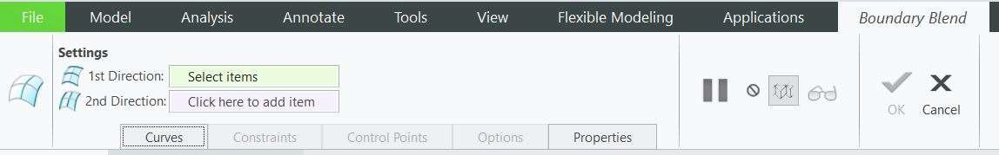 File Model Analysis Annotate Tools View Flexible Modeling Applications Boundary Blend
Settings
1st Direction: Select items
2nd Direction: Click here to add item
OK Cancel
Curves Constraints Control Points Options Properties